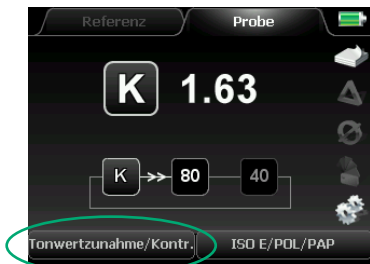 Referenz Probe
K 1.63
K >> 80 40
Tonwertzunahme/Kontr. ISO E/POL/PAP